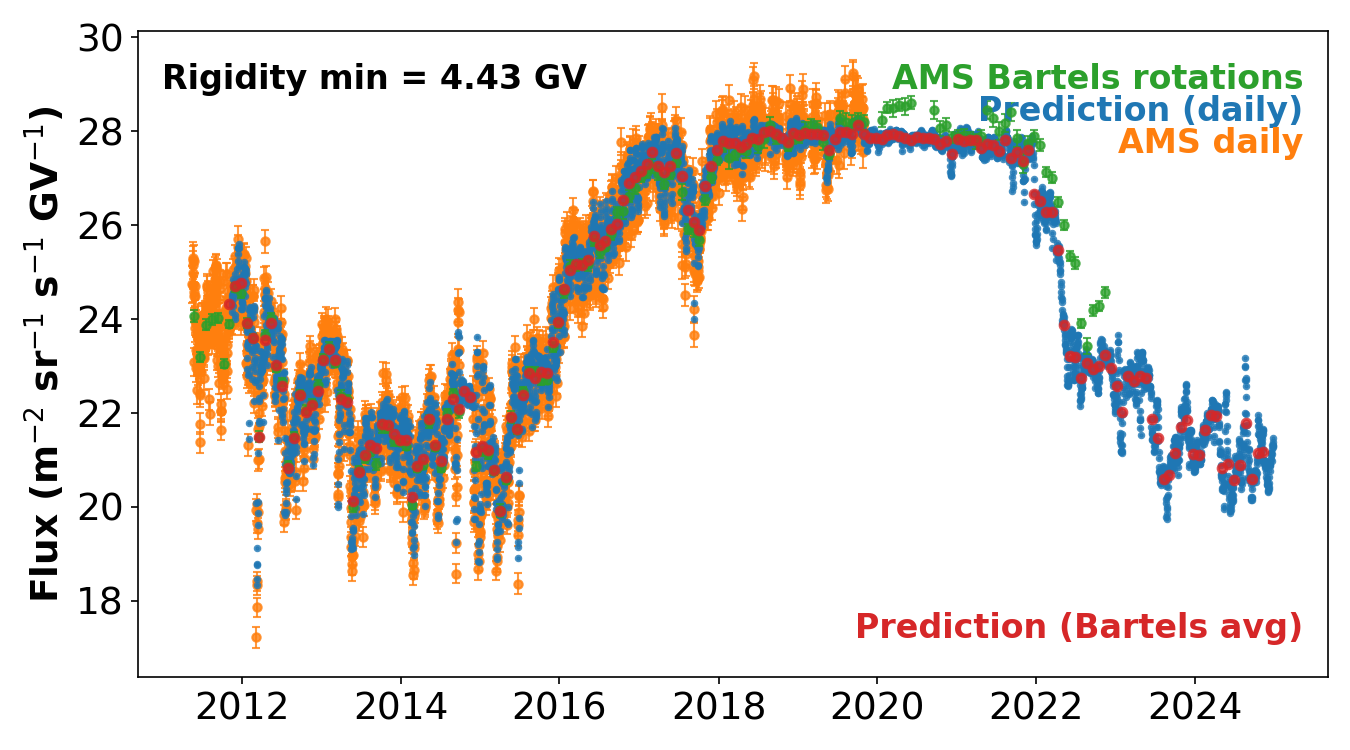 Rigidity min = 4.43 GV
AMS Bartels rotations
Prediction (daily)
AMS daily
Prediction (Bartels avg)
Flux (m⁻² sr⁻¹ s⁻¹ GV⁻¹)
30
28
26
24
22
20
18
2012 2014 2016 2018 2020 2022 2024